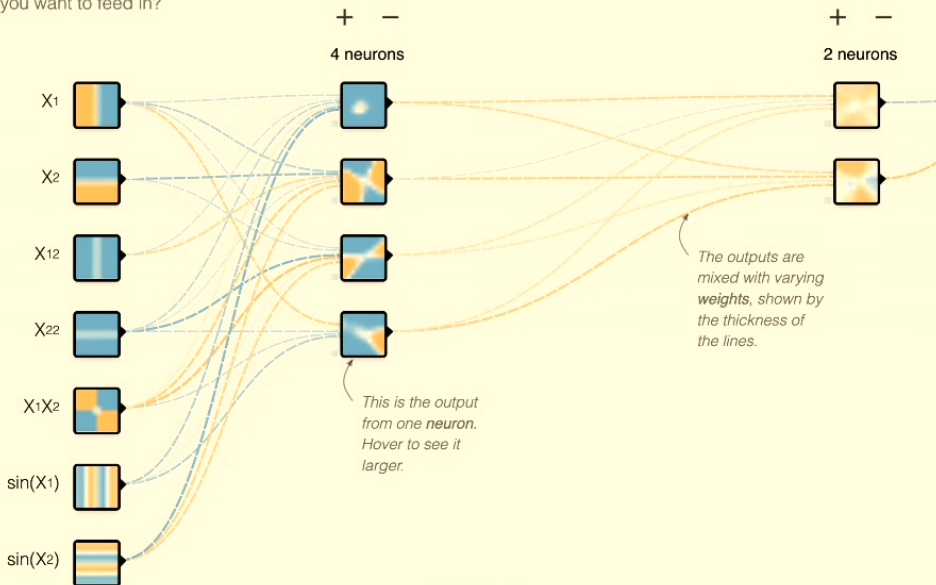 you want to feed in?
+ −
+ −
4 neurons
2 neurons
X1
X2
X12
X22
X1X2
sin(X1)
sin(X2)
The outputs are
mixed with varying
weights, shown by
the thickness of
the lines.
This is the output
from one neuron.
Hover to see it
larger.